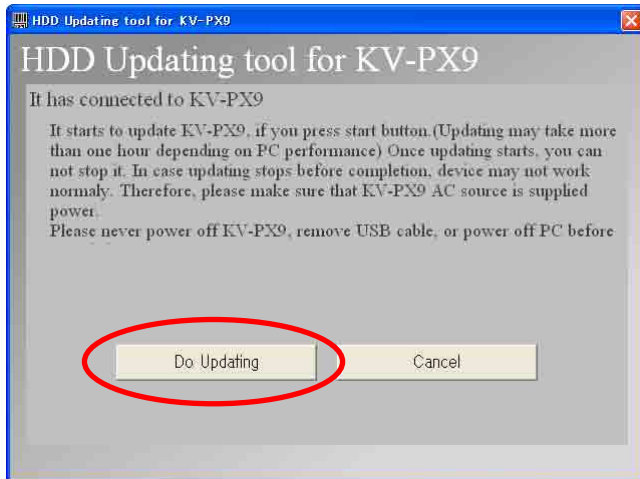 HDD Updating tool for KV-PX9
HDD Updating tool for KV-PX9
It has connected to KV-PX9
It starts to update KV-PX9, if you press start button.(Updating may take more
than one hour depending on PC performance) Once updating starts, you can
not stop it. In case updating stops before completion, device may not work
normaly. Therefore, please make sure that KV-PX9 AC source is supplied
power.
Please never power off KV-PX9, remove USB cable, or power off PC before
Do Updating
Cancel